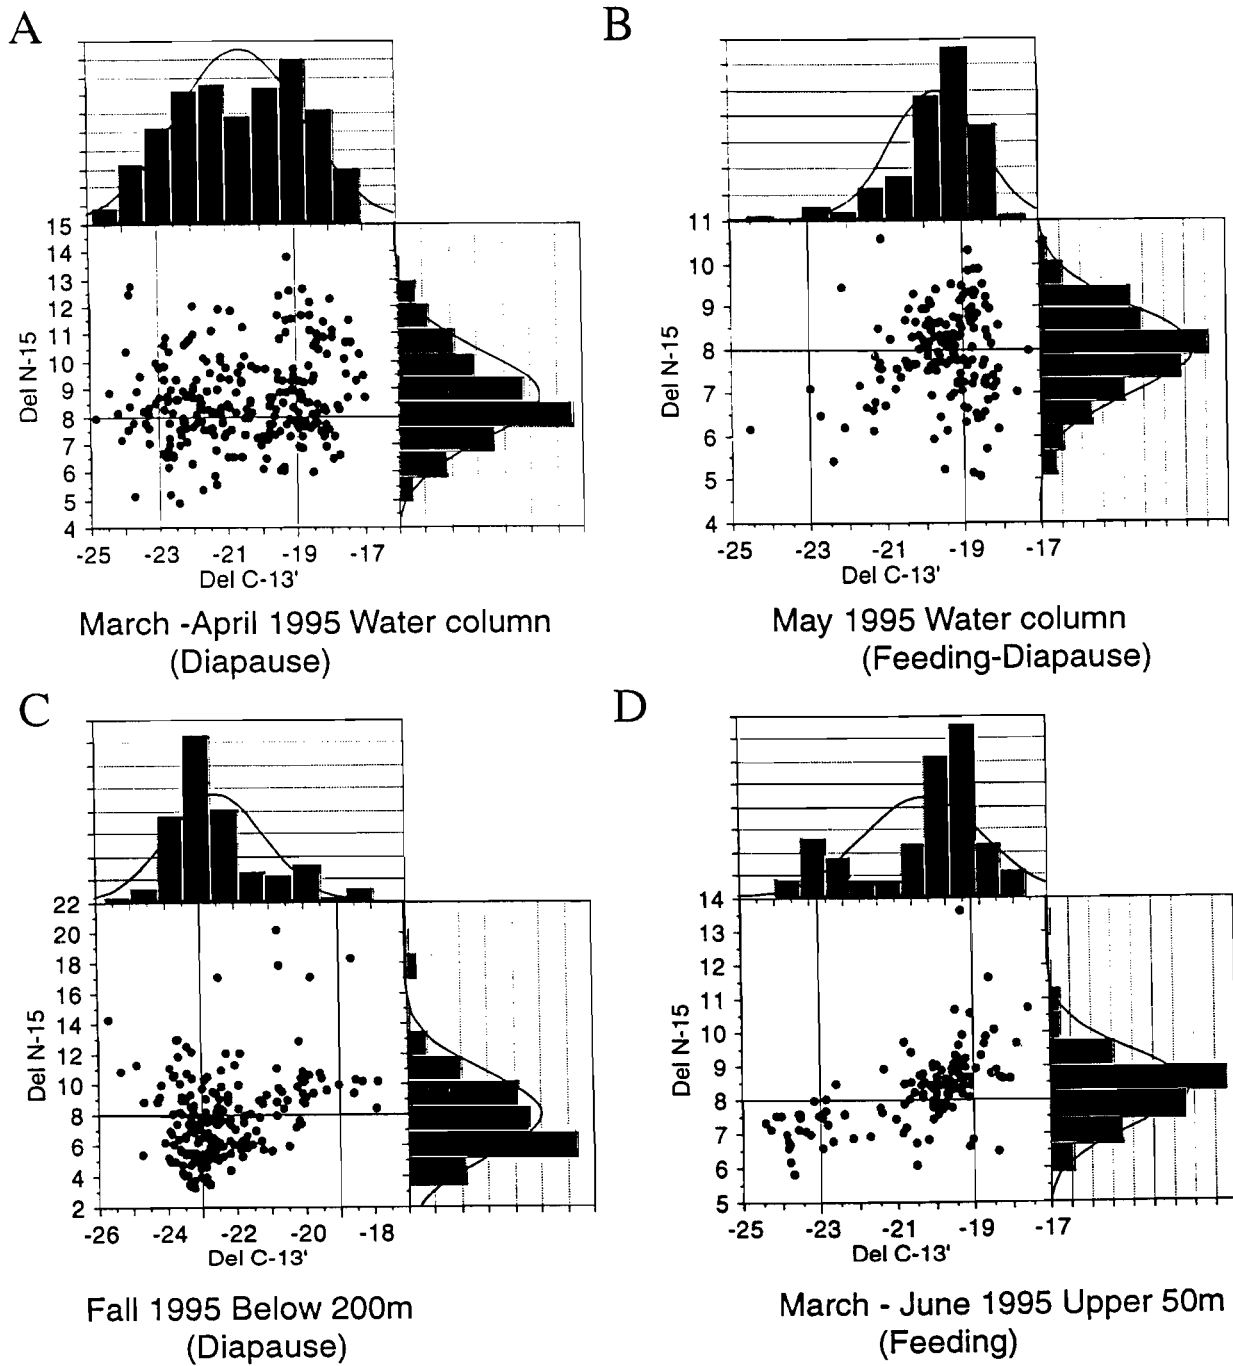 A
B
15
14
13
12
11
10
9
8
7
6
5
4
Del N-15
-25 -23 -21 -19 -17
Del C-13'
March -April 1995 Water column
(Diapause)
11
10
9
8
7
6
5
4
Del N-15
-25 -21 -19 -17
Del C-13'
May 1995 Water column
(Feeding-Diapause)
C
D
22
20
18
16
14
12
10
8
6
4
2
Del N-15
-26 -24 -22 -20 -18
Del C-13'
Fall 1995 Below 200m
(Diapause)
14
13
12
11
10
9
8
7
6
5
Del N-15
-25 -23 -21 -19 -17
Del C-13'
March - June 1995 Upper 50m
(Feeding)